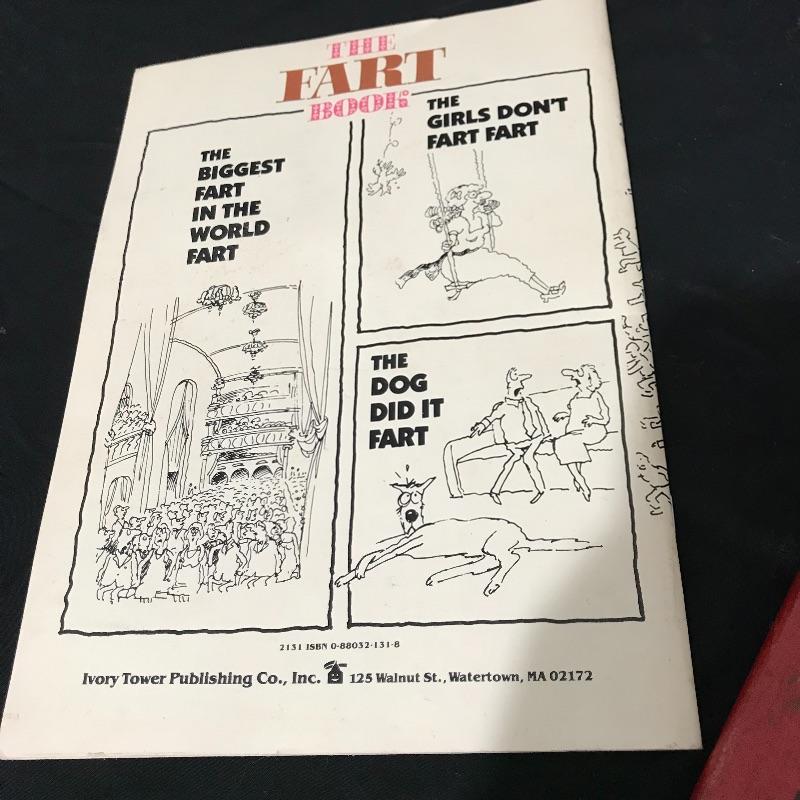 THE
FART
BOOK
THE
BIGGEST
FART
IN THE
WORLD
FART
THE
GIRLS DON'T
FART FART
THE
DOG
DID IT
FART
2131 ISBN 0-88032-131-8
Ivory Tower Publishing Co., Inc. 125 Walnut St., Watertown, MA 02172